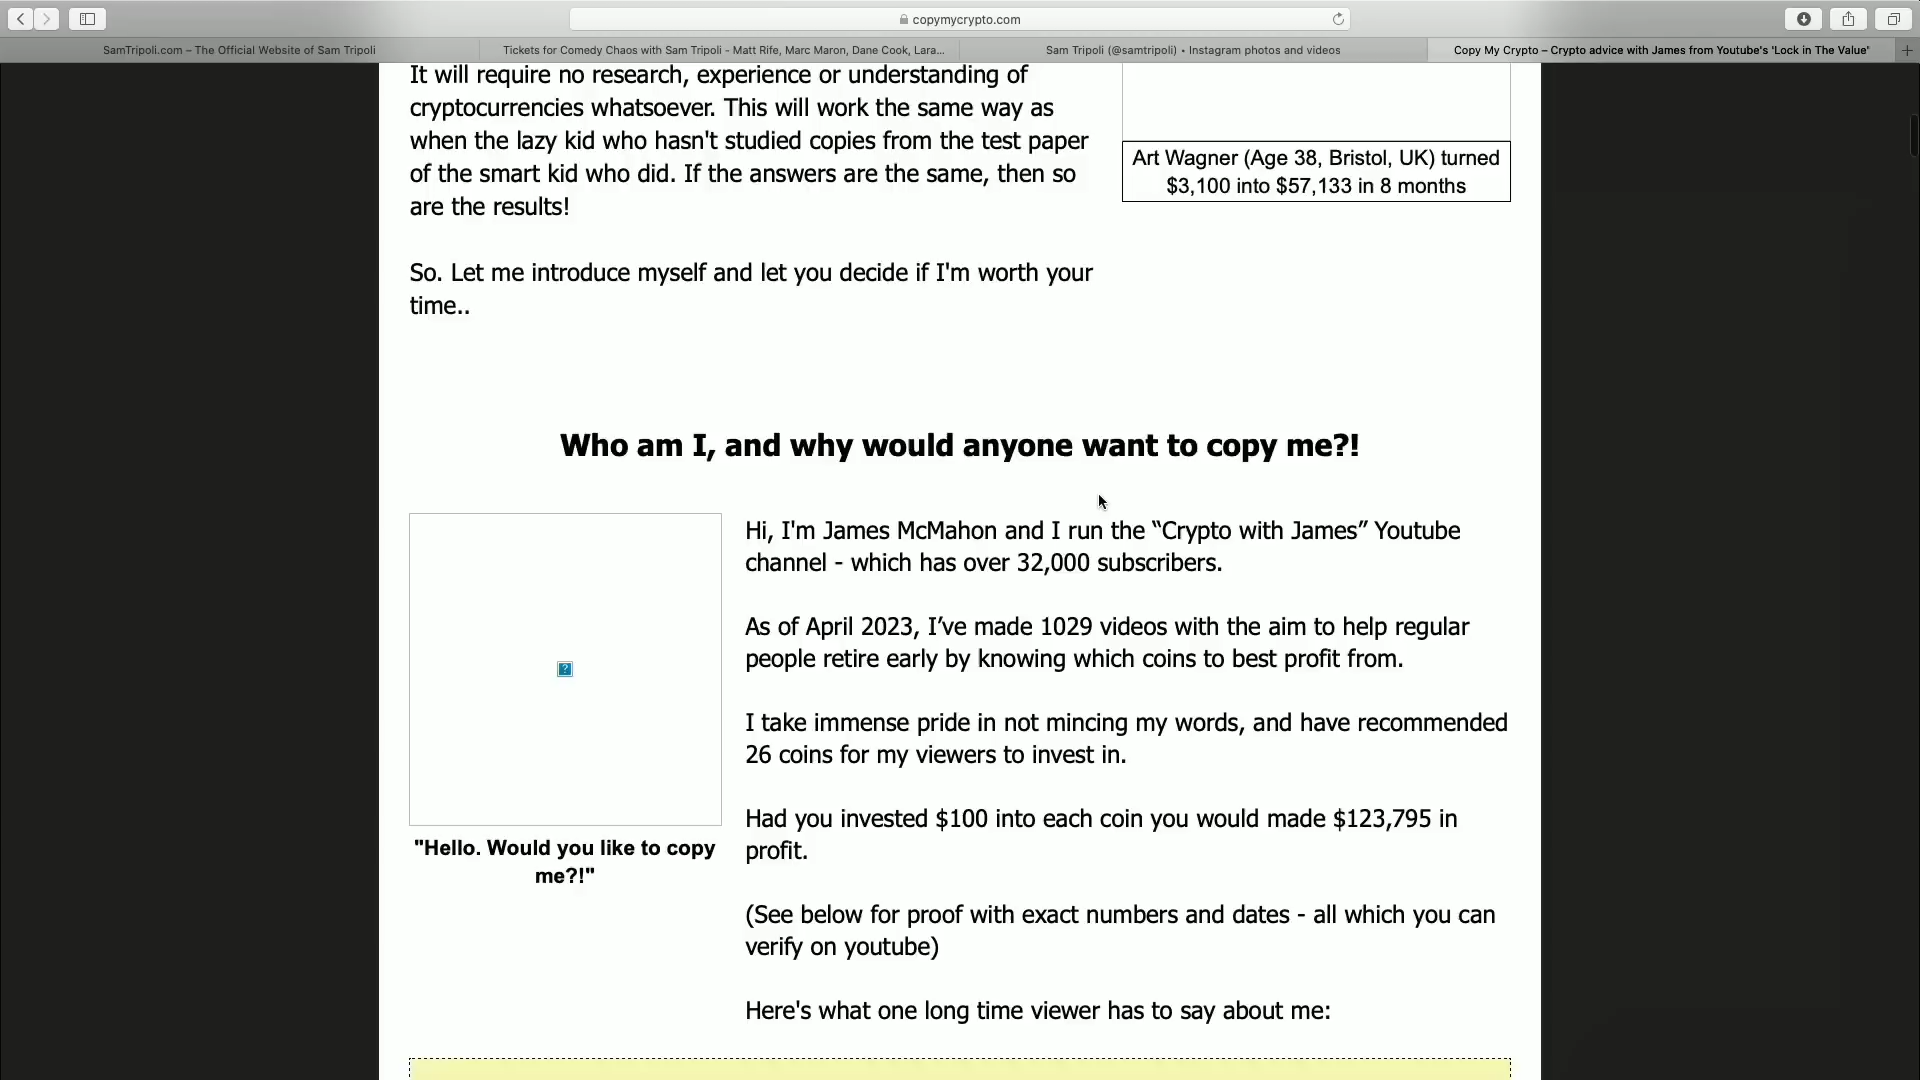 copymycrypto.com
SamTripoli.com – The Official Website of Sam Tripoli
Tickets for Comedy Chaos with Sam Tripoli - Matt Rife, Marc Maron, Dane Cook, Lara...
Sam Tripoli (@samtripoli) • Instagram photos and videos
Copy My Crypto – Crypto advice with James from Youtube's 'Lock in The Value'
It will require no research, experience or understanding of
cryptocurrencies whatsoever. This will work the same way as
when the lazy kid who hasn't studied copies from the test paper
of the smart kid who did. If the answers are the same, then so
are the results!
Art Wagner (Age 38, Bristol, UK) turned
$3,100 into $57,133 in 8 months
So. Let me introduce myself and let you decide if I'm worth your
time..
Who am I, and why would anyone want to copy me?!
"Hello. Would you like to copy
me?!"
Hi, I'm James McMahon and I run the “Crypto with James” Youtube
channel - which has over 32,000 subscribers.
As of April 2023, I’ve made 1029 videos with the aim to help regular
people retire early by knowing which coins to best profit from.
I take immense pride in not mincing my words, and have recommended
26 coins for my viewers to invest in.
Had you invested $100 into each coin you would made $123,795 in
profit.
(See below for proof with exact numbers and dates - all which you can
verify on youtube)
Here's what one long time viewer has to say about me: